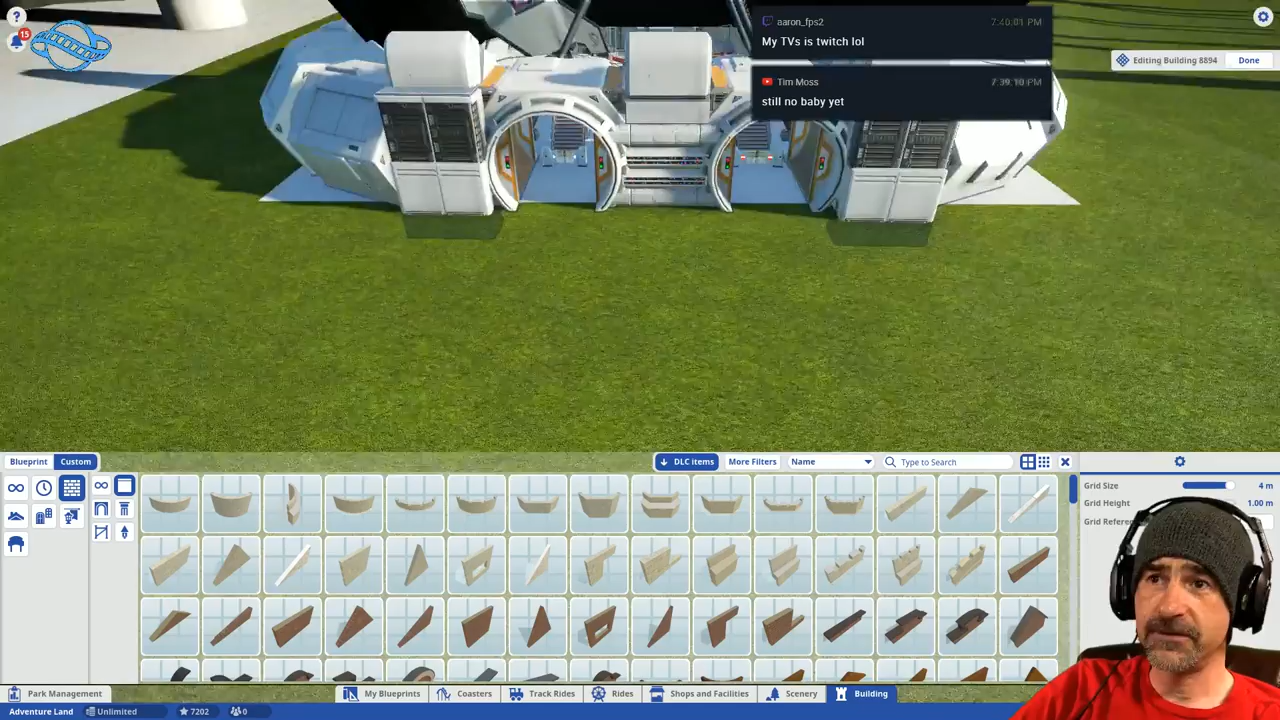 ?
15
aaron_fps2 7:40:01 PM
My TVs is twitch lol
Tim Moss 7:39:10 PM
still no baby yet
Editing Building 8894 Done
Blueprint Custom DLC items More Filters Name Type to Search
Grid Size 4 m
Grid Height 1.00 m
Grid
Park Management My Blueprints Coasters Track Rides Rides Shops and Facilities Scenery Building
Adventure Land Unlimited 7202 0